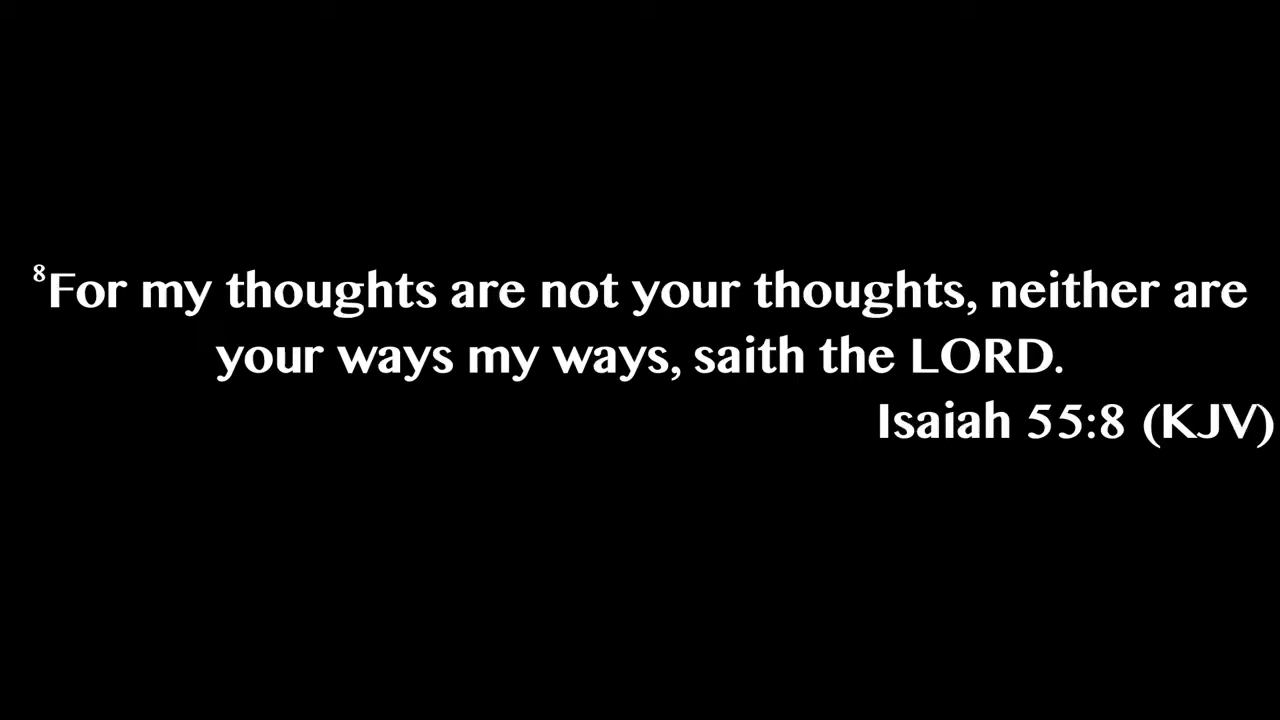 ⁸For my thoughts are not your thoughts, neither are
your ways my ways, saith the LORD.
Isaiah 55:8 (KJV)